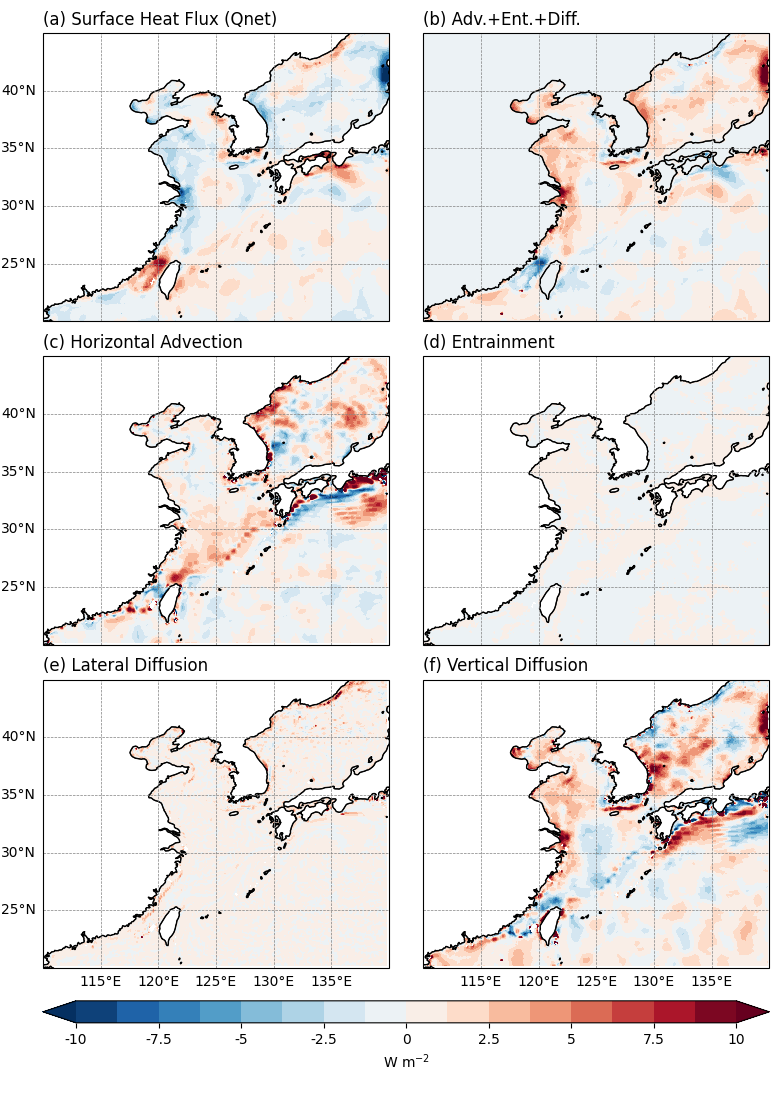 (a) Surface Heat Flux (Qnet)
(b) Adv.+Ent.+Diff.
40°N
35°N
30°N
25°N
(c) Horizontal Advection
(d) Entrainment
40°N
35°N
30°N
25°N
(e) Lateral Diffusion
(f) Vertical Diffusion
40°N
35°N
30°N
25°N
115°E 120°E 125°E 130°E 135°E
115°E 120°E 125°E 130°E 135°E
-10 -7.5 -5 -2.5 0 2.5 5 7.5 10
W m⁻²